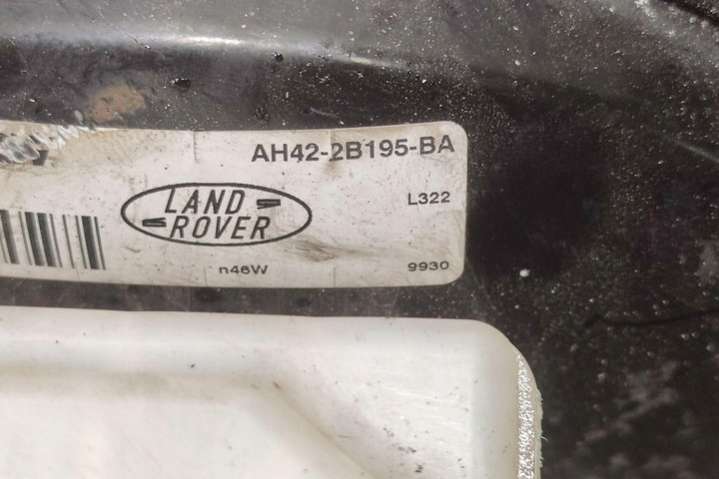 AH42-2B195-BA
L322
LAND
ROVER
n46W
9930